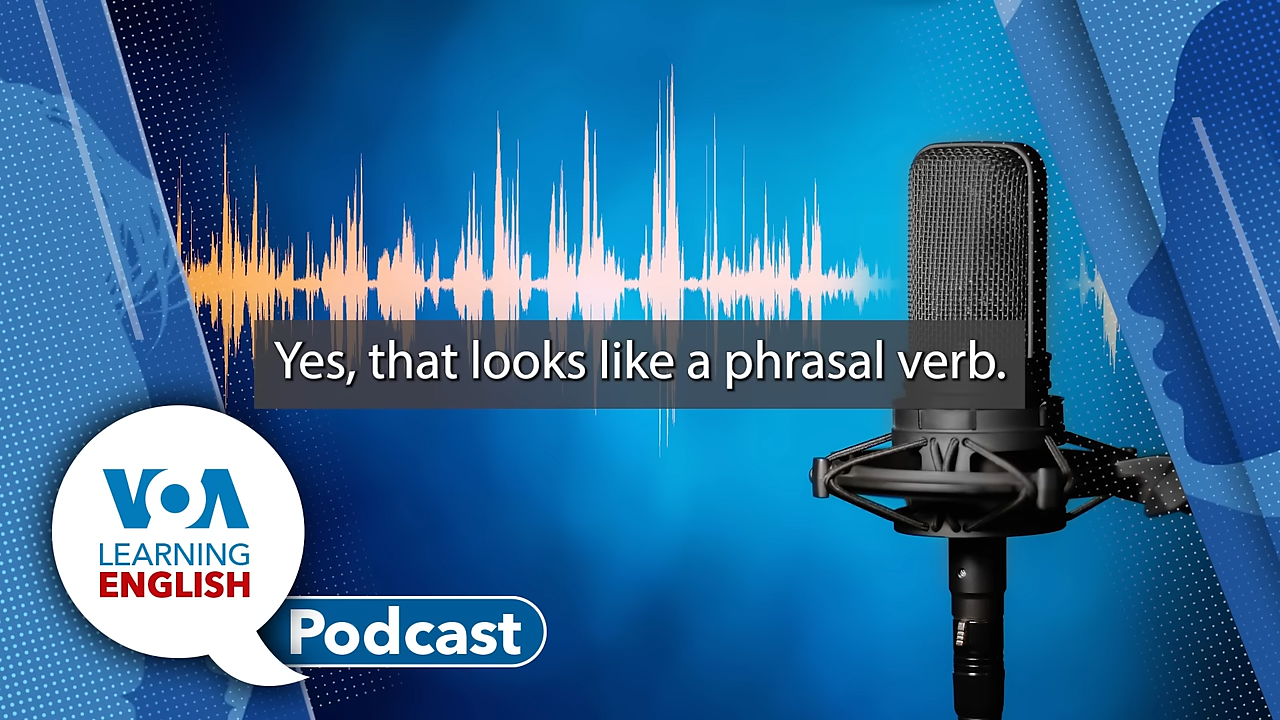 Yes, that looks like a phrasal verb.
VOA
LEARNING
ENGLISH
Podcast